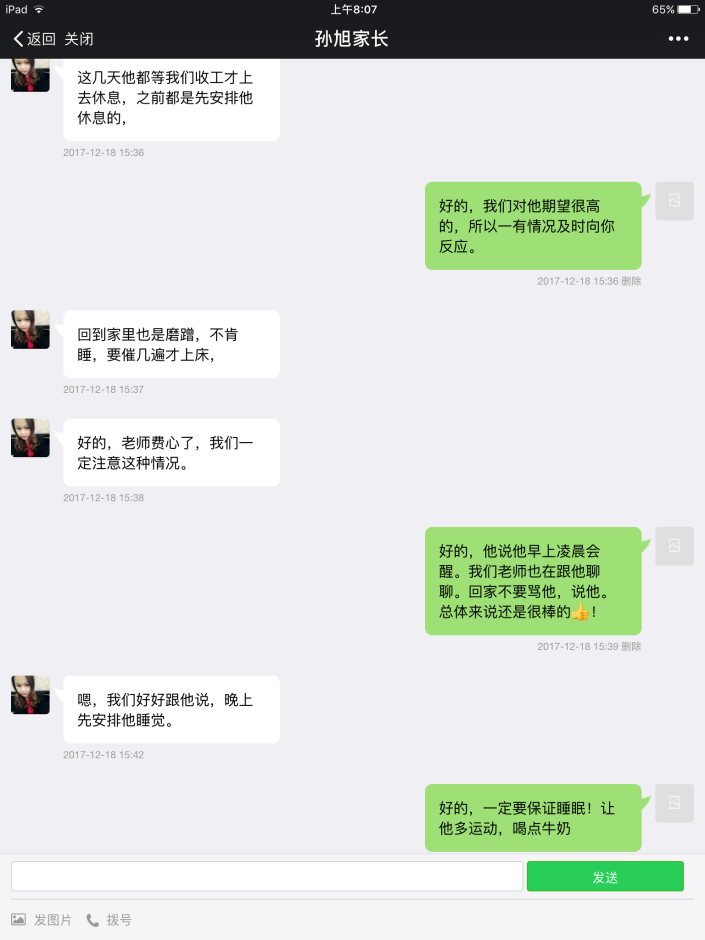 iPad 上午8:07 65%
返回 关闭 孙旭家长
这几天他都等我们收工才上
去休息，之前都是先安排他
休息的，
2017-12-18 15:36
好的，我们对他期望很高
的，所以一有情况及时向你
反应。
2017-12-18 15:36 删除
回到家里也是磨蹭，不肯
睡，要催几遍才上床，
2017-12-18 15:37
好的，老师费心了，我们一
定注意这种情况。
2017-12-18 15:38
好的，他说他早上凌晨会
醒。我们老师也在跟他聊
聊。回家不要骂他，说他。
总体来说还是很棒的👍！
2017-12-18 15:39 删除
嗯，我们好好跟他说，晚上
先安排他睡觉。
2017-12-18 15:42
好的，一定要保证睡眠！让
他多运动，喝点牛奶
发送
发图片 拨号